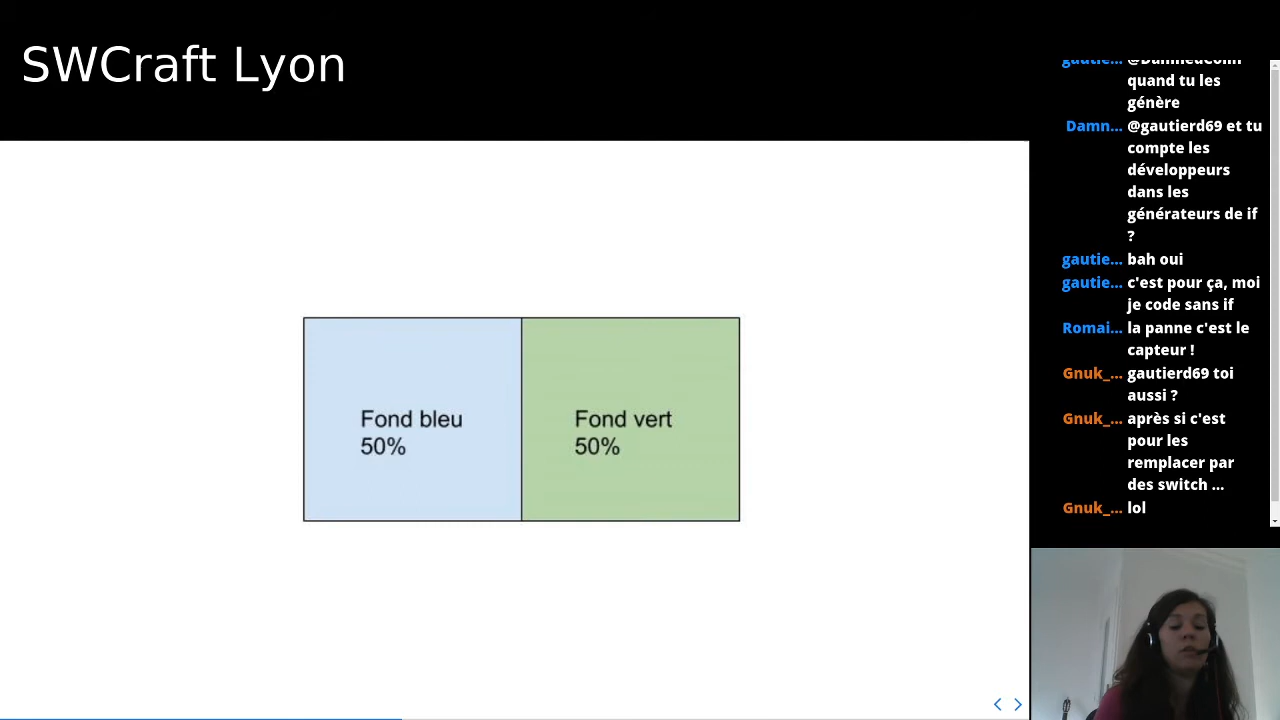 SWCraft Lyon
Fond bleu
50%
Fond vert
50%
gautie...
quand tu les
génère
Damn... @gautierd69 et tu
compte les
développeurs
dans les
générateurs de if
?
gautie... bah oui
gautie... c'est pour ça, moi
je code sans if
Romai... la panne c'est le
capteur !
Gnuk_... gautierd69 toi
aussi ?
Gnuk_... après si c'est
pour les
remplacer par
des switch ...
Gnuk_... lol